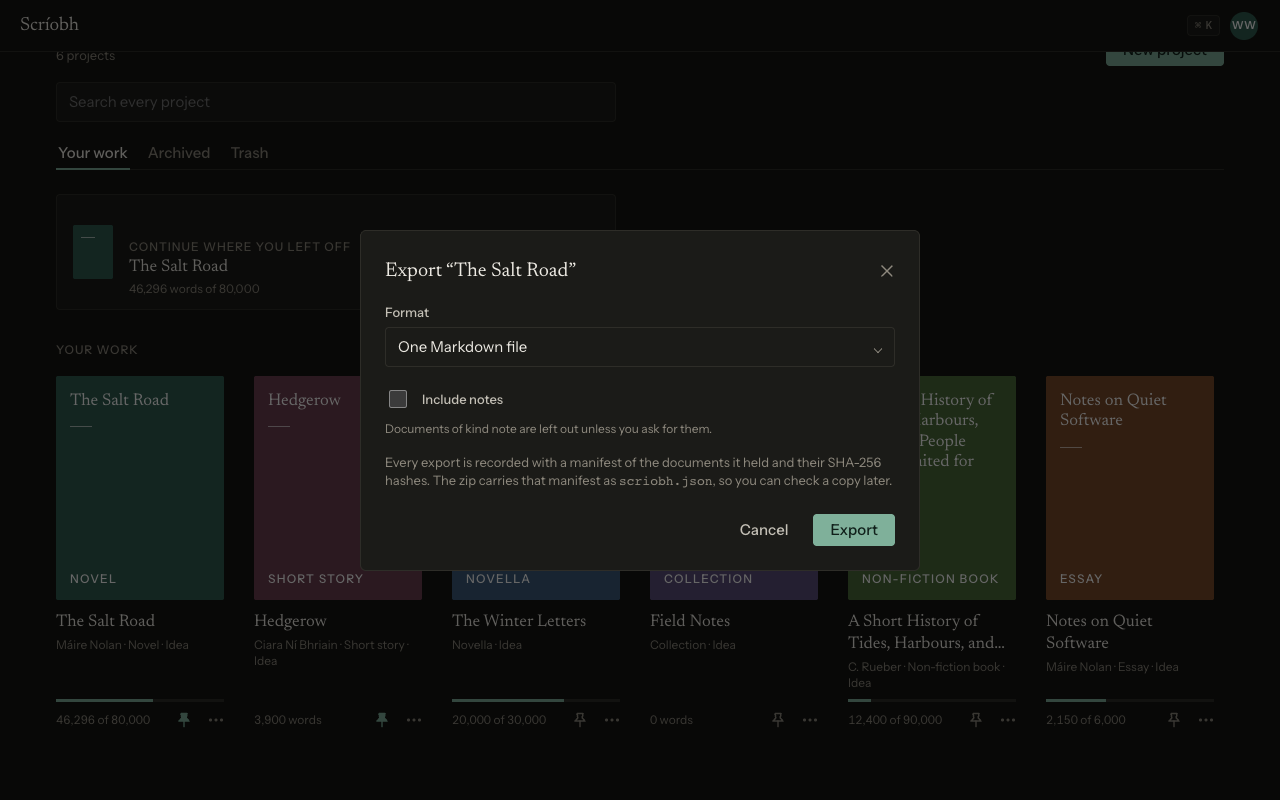 Scríobh
⌘ K
WW
6 projects
New project
Search every project
Your work
Archived
Trash
CONTINUE WHERE YOU LEFT OFF
The Salt Road
46,296 words of 80,000
Export “The Salt Road”
Format
One Markdown file
Include notes
Documents of kind note are left out unless you ask for them.
Every export is recorded with a manifest of the documents it held and their SHA-256
hashes. The zip carries that manifest as scriobh.json, so you can check a copy later.
Cancel
Export
YOUR WORK
The Salt Road
NOVEL
The Salt Road
Máire Nolan · Novel · Idea
46,296 of 80,000
Hedgerow
SHORT STORY
Hedgerow
Ciara Ní Bhriain · Short story ·
Idea
3,900 words
NOVELLA
The Winter Letters
Novella · Idea
20,000 of 30,000
COLLECTION
Field Notes
Collection · Idea
0 words
History of
arbours,
People
ited for
NON-FICTION BOOK
A Short History of
Tides, Harbours, and…
C. Rueber · Non-fiction book ·
Idea
12,400 of 90,000
Notes on Quiet
Software
ESSAY
Notes on Quiet
Software
Máire Nolan · Essay · Idea
2,150 of 6,000